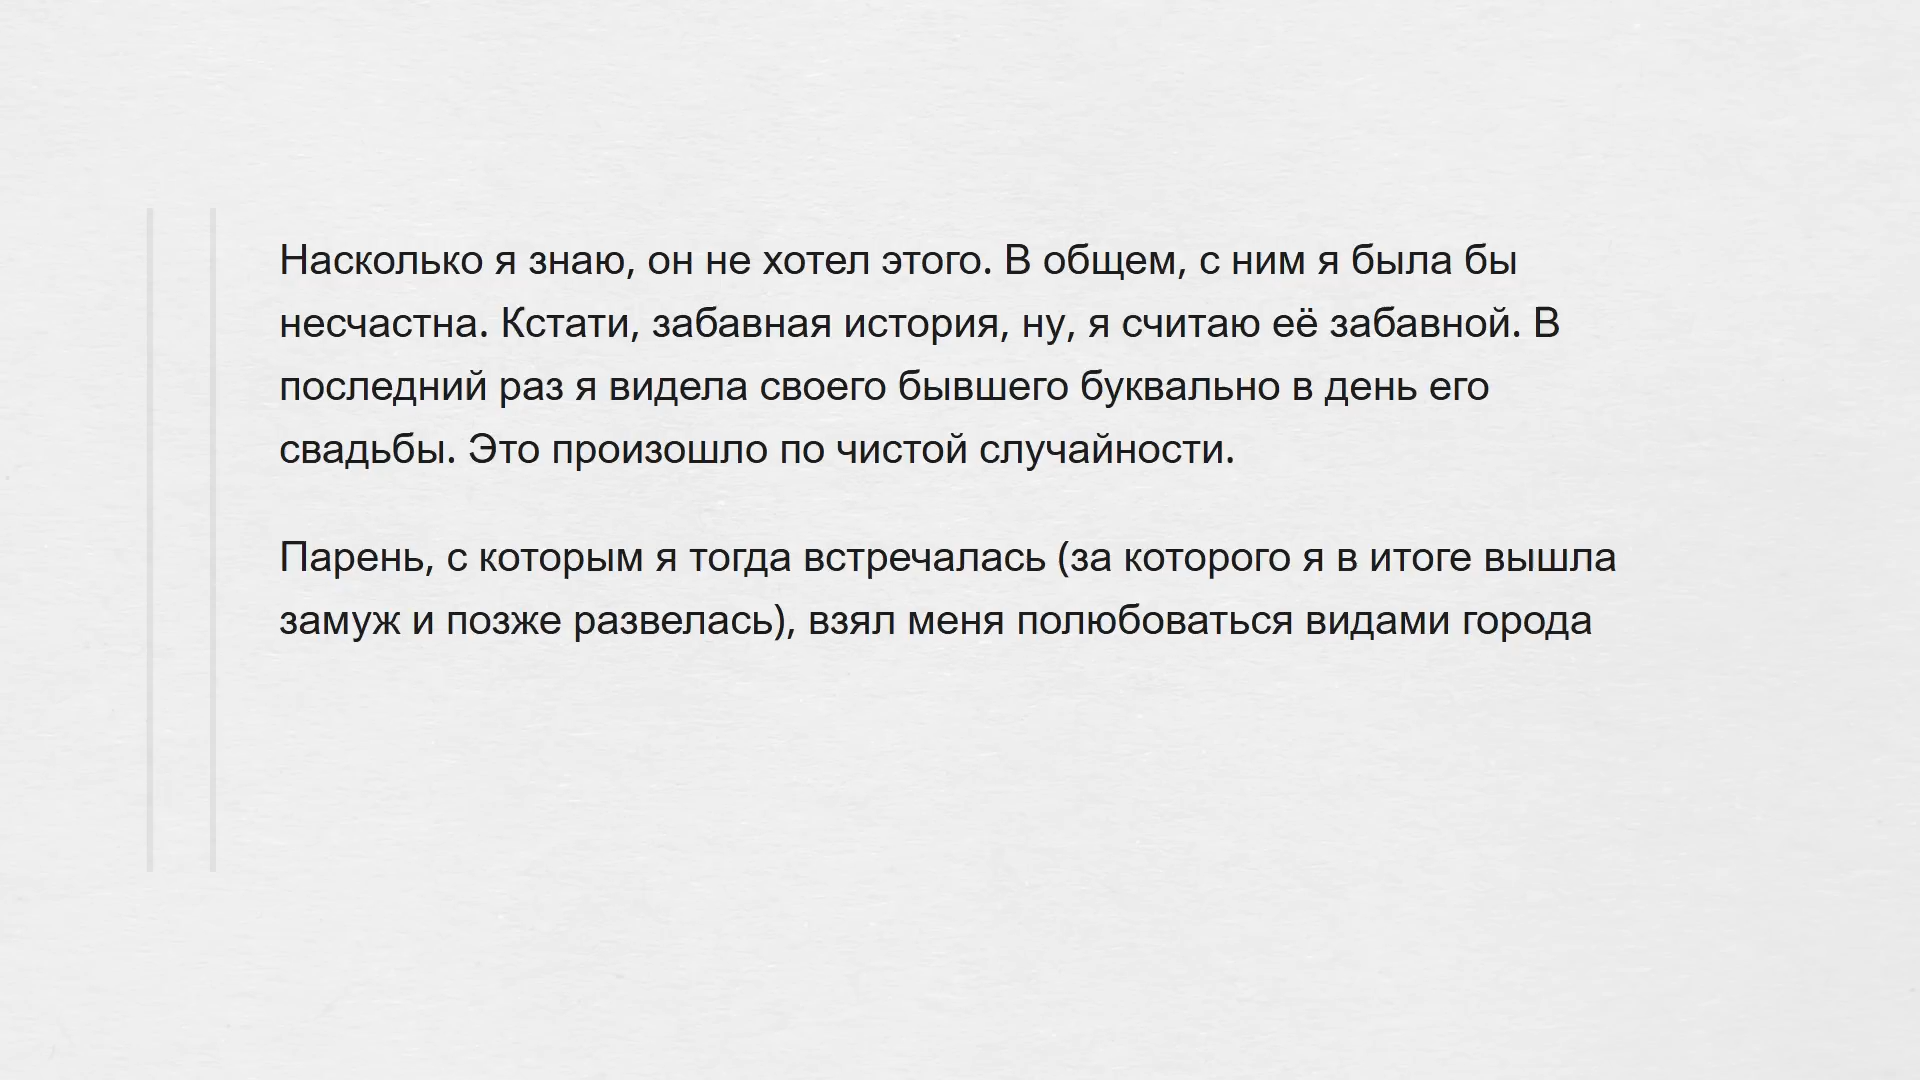 Насколько я знаю, он не хотел этого. В общем, с ним я была бы
несчастна. Кстати, забавная история, ну, я считаю её забавной. В
последний раз я видела своего бывшего буквально в день его
свадьбы. Это произошло по чистой случайности.
Парень, с которым я тогда встречалась (за которого я в итоге вышла
замуж и позже развелась), взял меня полюбоваться видами города